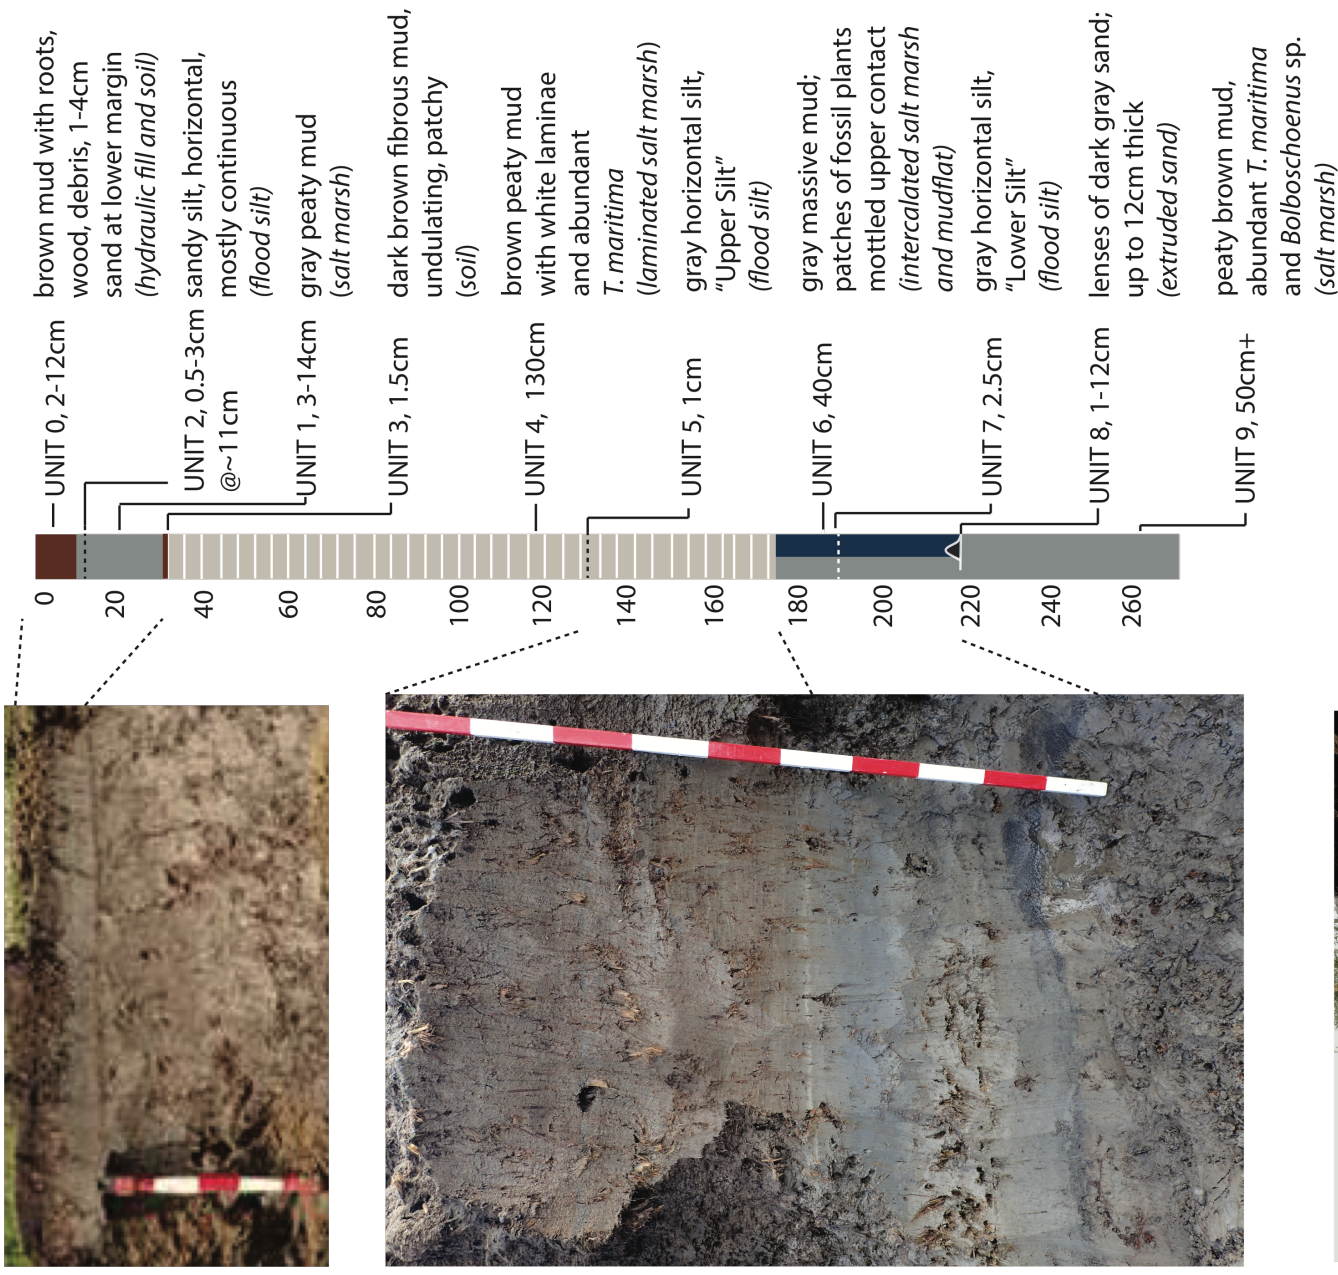 UNIT 0, 2-12cm
brown mud with roots,
wood, debris, 1-4cm
sand at lower margin
(hydraulic fill and soil)
UNIT 2, 0.5-3cm
@~11cm
sandy silt, horizontal,
mostly continuous
(flood silt)
UNIT 1, 3-14cm
gray peaty mud
(salt marsh)
UNIT 3, 1.5cm
dark brown fibrous mud,
undulating, patchy
(soil)
UNIT 4, 130cm
brown peaty mud
with white laminae
and abundant
T. maritima
(laminated salt marsh)
UNIT 5, 1cm
gray horizontal silt,
“Upper Silt”
(flood silt)
UNIT 6, 40cm
gray massive mud;
patches of fossil plants
mottled upper contact
(intercalated salt marsh
and mudflat)
UNIT 7, 2.5cm
gray horizontal silt,
“Lower Silt”
(flood silt)
UNIT 8, 1-12cm
lenses of dark gray sand;
up to 12cm thick
(extruded sand)
UNIT 9, 50cm+
peaty brown mud,
abundant T. maritima
and Bolboschoenus sp.
(salt marsh)
0
20
40
60
80
100
120
140
160
180
200
220
240
260